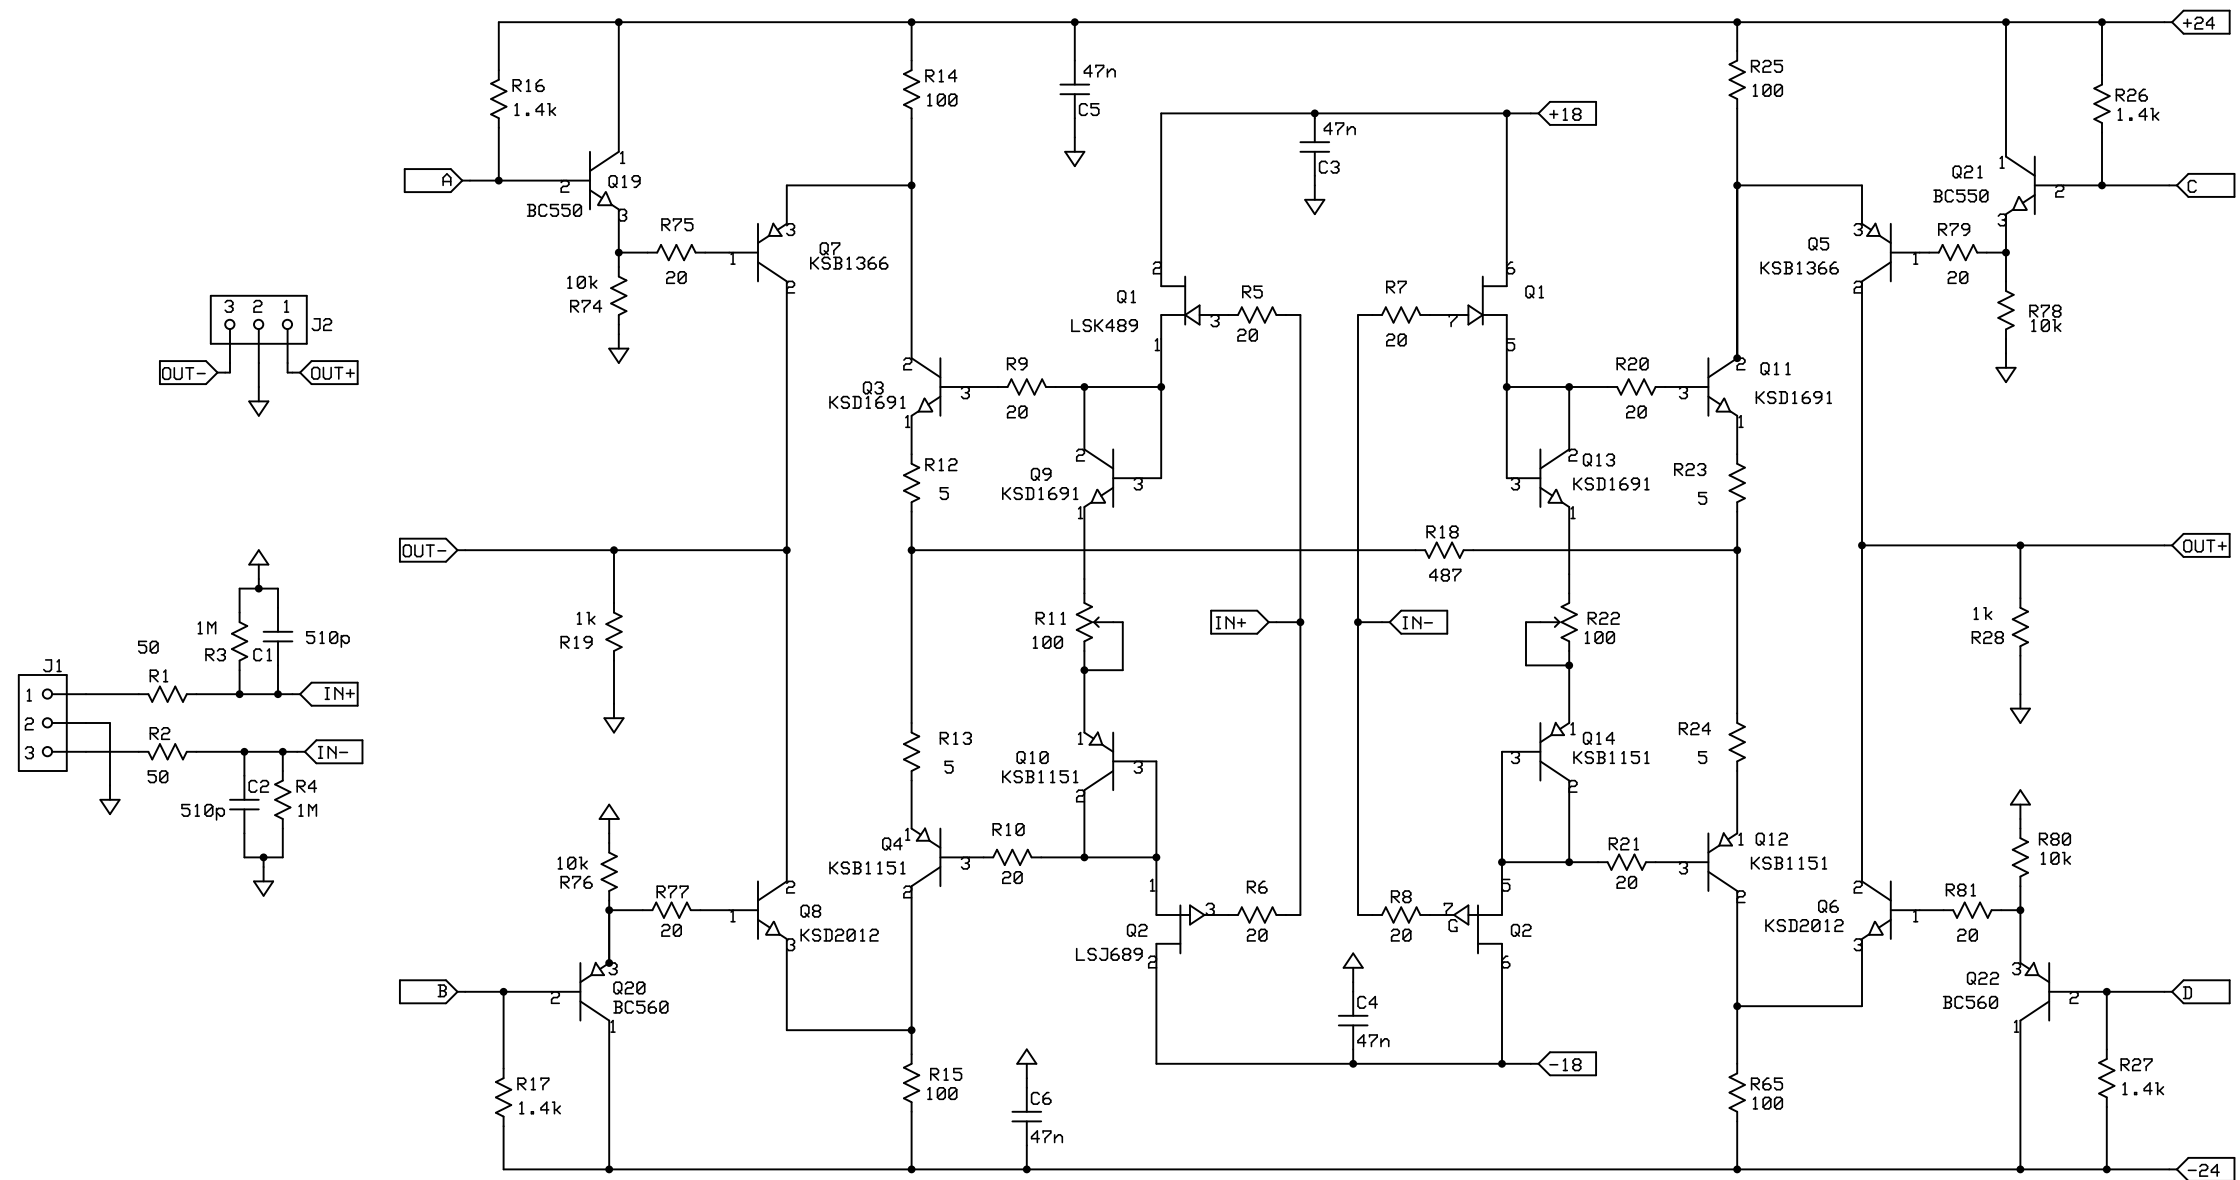 +24
R16
1.4k
R14
100
47n
C5
R25
100
R26
1.4k
+18
47n
C3
A
1
2
Q19
BC550
3
R75
20
1
3
Q7
KSB1366
2
10k
R74
1
Q21
BC550
2
3
C
R79
20
1
Q5
KSB1366
3
2
R78
10k
3 2 1
J2
OUT-
OUT+
2
Q1
LSK489
3
1
R5
20
R7
20
7
6
Q1
5
2
Q3
KSD1691
3
1
R9
20
R20
20
3
2
Q11
KSD1691
1
R12
5
2
Q9
KSD1691
3
1
2
Q13
KSD1691
3
1
R23
5
OUT-
R18
487
OUT+
1k
R19
R11
100
IN+
IN-
R22
100
1k
R28
J1
1
2
3
50
R1
1M
R3
C1
510p
IN+
R2
50
IN-
C2
510p
R4
1M
R13
5
1
Q10
KSB1151
3
2
1
Q14
KSB1151
3
2
R24
5
1
Q4
KSB1151
3
2
R10
20
R21
20
3
1
Q12
KSB1151
2
R80
10k
10k
R76
R77
20
1
2
Q8
KSD2012
3
1
Q2
LSJ689
2
3
R6
20
R8
20
7
G
5
Q2
6
2
Q6
KSD2012
3
1
R81
20
B
2
3
Q20
BC560
1
C4
47n
3
Q22
BC560
2
1
D
R17
1.4k
R15
100
C6
47n
-18
R65
100
R27
1.4k
-24